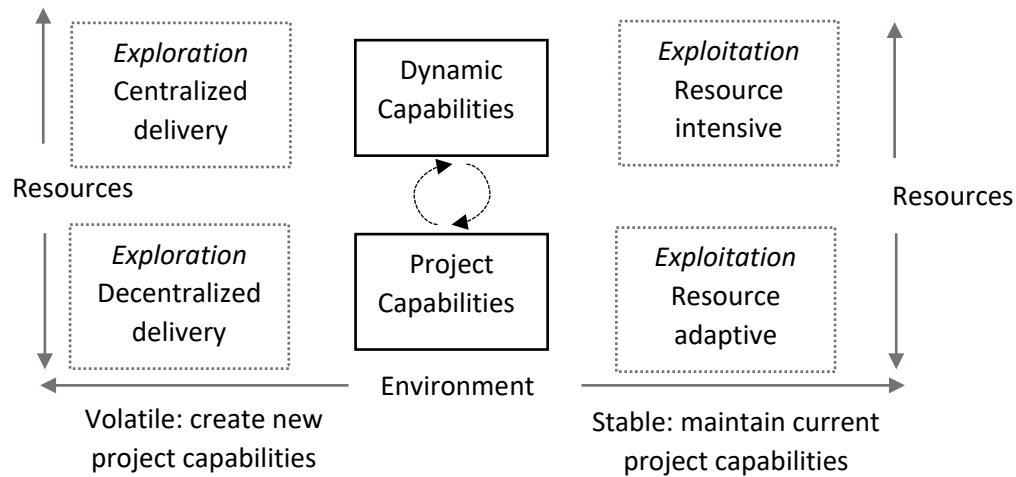 Exploration
Centralized
delivery
Dynamic
Capabilities
Exploitation
Resource
intensive
Resources
Resources
Exploration
Decentralized
delivery
Project
Capabilities
Exploitation
Resource
adaptive
Environment
Volatile: create new
project capabilities
Stable: maintain current
project capabilities